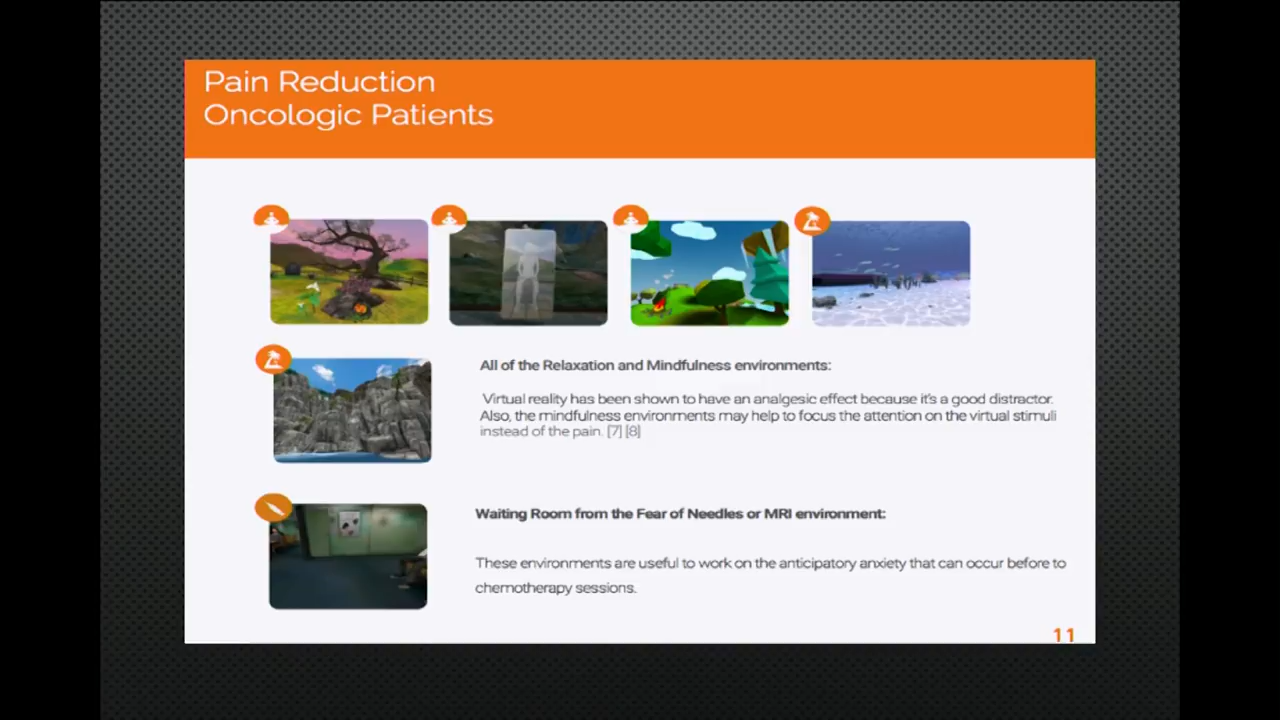 Pain Reduction
Oncologic Patients
All of the Relaxation and Mindfulness environments:
Virtual reality has been shown to have an analgesic effect because it's a good distractor.
Also, the mindfulness environments may help to focus the attention on the virtual stimuli
instead of the pain. [7] [8]
Waiting Room from the Fear of Needles or MRI environment:
These environments are useful to work on the anticipatory anxiety that can occur before to
chemotherapy sessions.
11